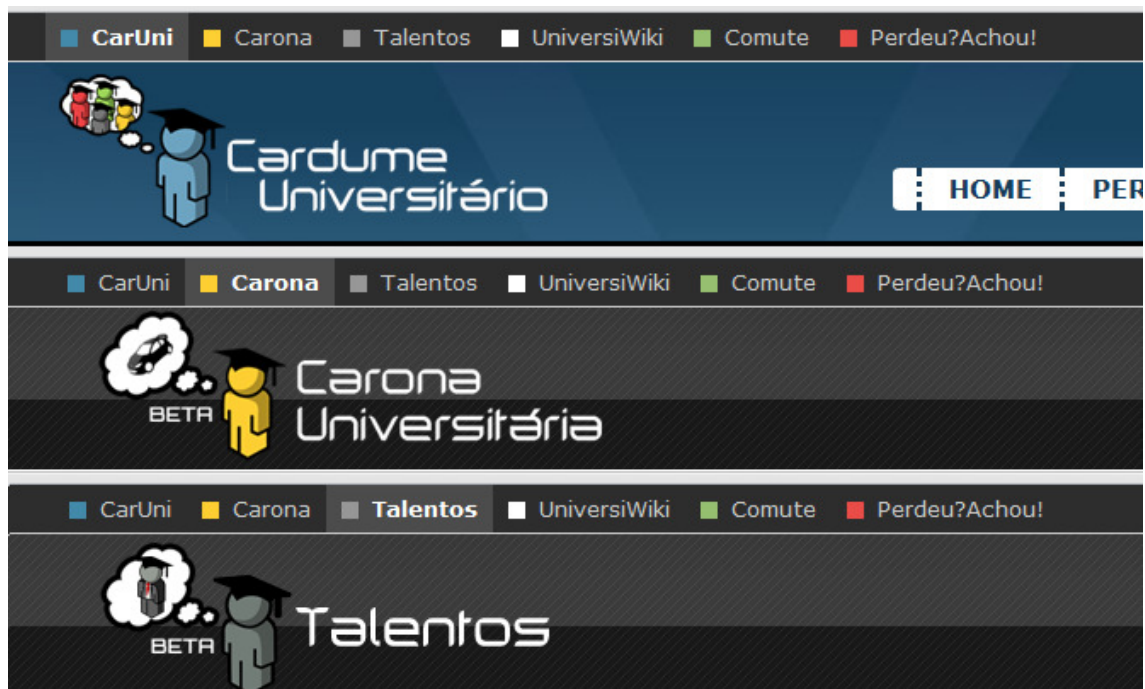 CarUni Carona Talentos UniversiWiki Comute Perdeu?Achou!
Cardume
Universitário
HOME PER
CarUni Carona Talentos UniversiWiki Comute Perdeu?Achou!
Carona
BETA
Universitária
CarUni Carona Talentos UniversiWiki Comute Perdeu?Achou!
Talentos
BETA